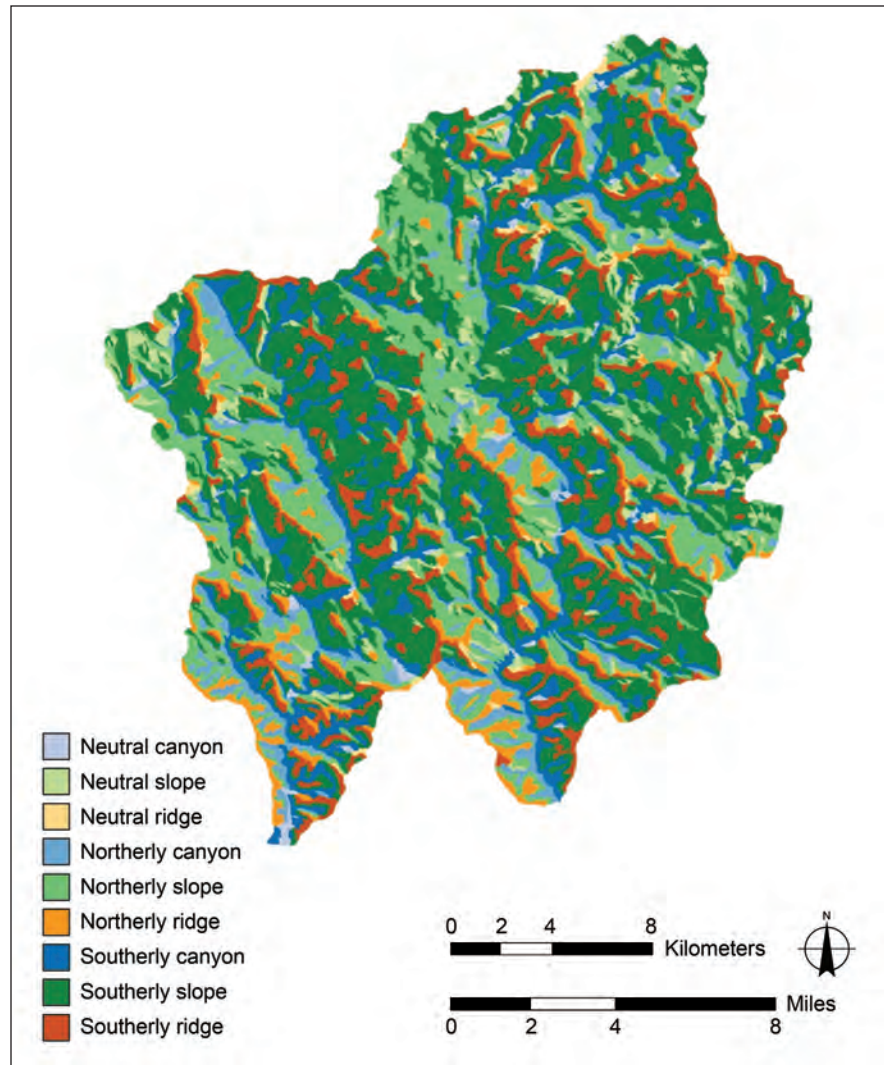 Neutral canyon
Neutral slope
Neutral ridge
Northerly canyon
Northerly slope
Northerly ridge
Southerly canyon
Southerly slope
Southerly ridge
0 2 4 8
Kilometers
N
Miles
0 2 4 8